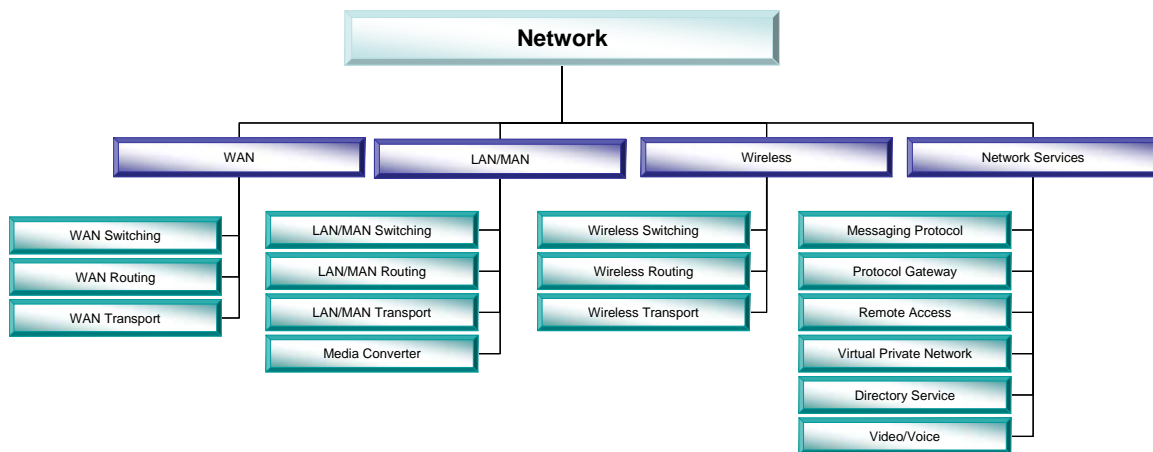 Network
WAN
LAN/MAN
Wireless
Network Services
WAN Switching
WAN Routing
WAN Transport
LAN/MAN Switching
LAN/MAN Routing
LAN/MAN Transport
Media Converter
Wireless Switching
Wireless Routing
Wireless Transport
Messaging Protocol
Protocol Gateway
Remote Access
Virtual Private Network
Directory Service
Video/Voice